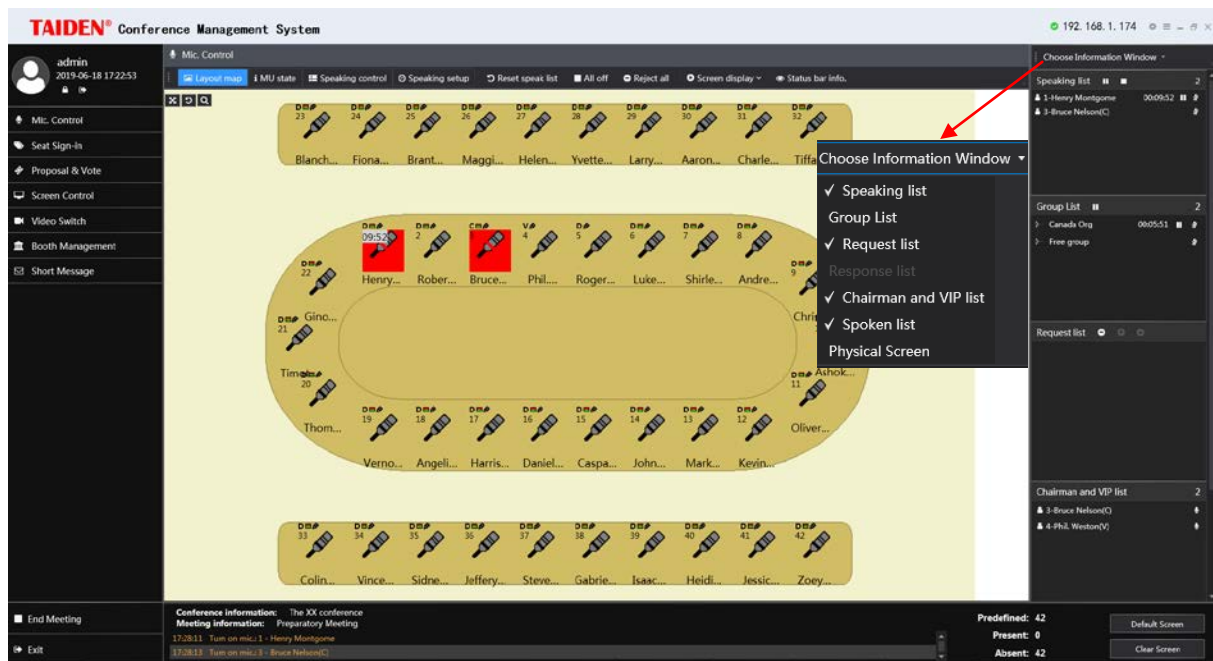 TAIDEN® Conference Management System
192. 168. 1. 174
admin
2019-06-18 17:22:53
Mic. Control
Seat Sign-in
Proposal & Vote
Screen Control
Video Switch
Booth Management
Short Message
End Meeting
Exit
Mic. Control
Layout map
MU state
Speaking control
Speaking setup
Reset speak list
All off
Reject all
Screen display
Status bar info.
23 24 25 26 27 28 29 30 31 32
Blanch... Fiona... Brant... Maggi... Helen... Yvette... Larry... Aaron... Charle... Tiffa
09:52 2 3 4 5 6 7 8
Henry... Rober... Bruce... Phil.... Roger... Luke... Shirle... Andre...
22 9
Gino... Chri
21
Timo
20 11
Ashok...
Thom... Oliver...
19 18 17 16 15 14 13 12
Verno... Angeli... Harris... Daniel... Caspa... John... Mark... Kevin...
33 34 35 36 37 38 39 40 41 42
Colin... Vince... Sidne... Jeffery... Steve... Gabrie... Isaac... Heidi... Jessic... Zoey...
Choose Information Window
✓ Speaking list
Group List
✓ Request list
Response list
✓ Chairman and VIP list
✓ Spoken list
Physical Screen
Choose Information Window
Speaking list 2
1-Henry Montgome 00:09:52
3-Bruce Nelson(C)
Group List 2
Canada Org 00:05:51
Free group
Request list
Chairman and VIP list 2
3-Bruce Nelson(C)
4-Phil. Weston(V)
Conference information: The XX conference
Meeting information: Preparatory Meeting
17:28:11 Turn on mic.: 1 - Henry Montgome
17:28:13 Turn on mic.: 3 - Bruce Nelson(C)
Predefined: 42
Present: 0
Absent: 42
Default Screen
Clear Screen